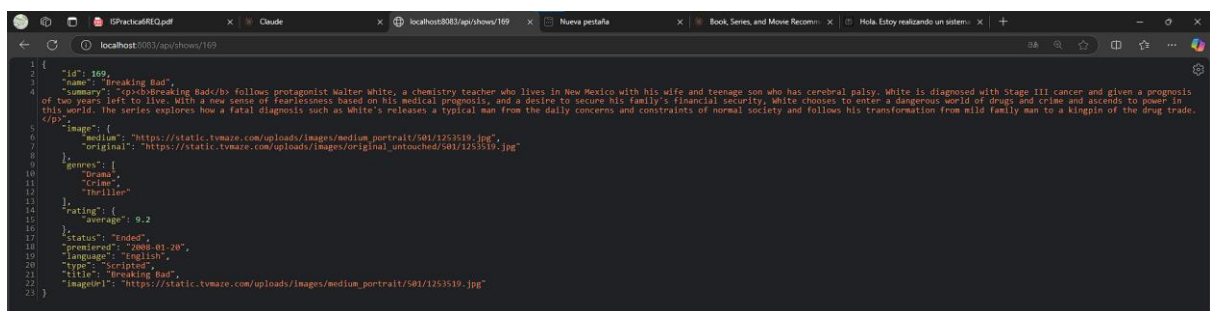 ISPractica6REQ.pdf
Claude
localhost:8083/api/shows/169
Nueva pestaña
Book, Series, and Movie Recomm
Hola. Estoy realizando un sistema
localhost:8083/api/shows/169
1 {
2 "id": 169,
3 "name": "Breaking Bad",
4 "summary": "<p><b>Breaking Bad</b> follows protagonist Walter White, a chemistry teacher who lives in New Mexico with his wife and teenage son who has cerebral palsy. White is diagnosed with Stage III cancer and given a prognosis
of two years left to live. With a new sense of fearlessness based on his medical prognosis, and a desire to secure his family's financial security, White chooses to enter a dangerous world of drugs and crime and ascends to power in
this world. The series explores how a fatal diagnosis such as White's releases a typical man from the daily concerns and constraints of normal society and follows his transformation from mild family man to a kingpin of the drug trade.
</p>",
5 "image": {
6 "medium": "https://static.tvmaze.com/uploads/images/medium_portrait/501/1253519.jpg",
7 "original": "https://static.tvmaze.com/uploads/images/original_untouched/501/1253519.jpg"
8 },
9 "genres": [
10 "Drama",
11 "Crime",
12 "Thriller"
13 ],
14 "rating": {
15 "average": 9.2
16 },
17 "status": "Ended",
18 "premiered": "2008-01-20",
19 "language": "English",
20 "type": "Scripted",
21 "title": "Breaking Bad",
22 "imageUrl": "https://static.tvmaze.com/uploads/images/medium_portrait/501/1253519.jpg"
23 }